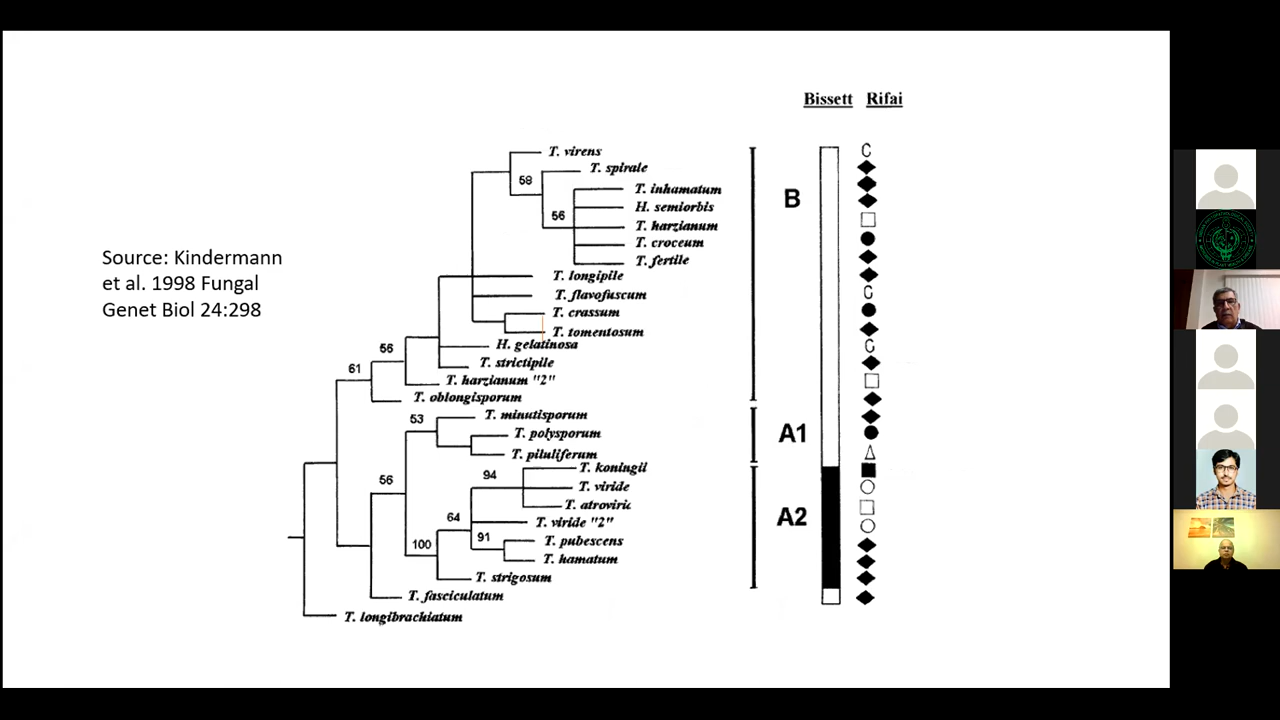 Bissett Rifai
T. virens
T. spirale
58
T. inhamatum
B
H. semiorbis
56
T. harzianum
T. croceum
Source: Kindermann
et al. 1998 Fungal
Genet Biol 24:298
T. fertile
T. longipile
T. flavofuscum
T. crassum
T. tomentosum
H. gelatinosa
56
T. strictipile
61
T. harzianum "2"
T. oblongisporum
53
T. minutisporum
A1
T. polysporum
T. piluliferum
T. koningii
94
56
T. viride
T. atroviric
A2
64
T. viride "2"
91
T. pubescens
100
T. hamatum
T. strigosum
T. fasciculatum
T. longibrachiatum